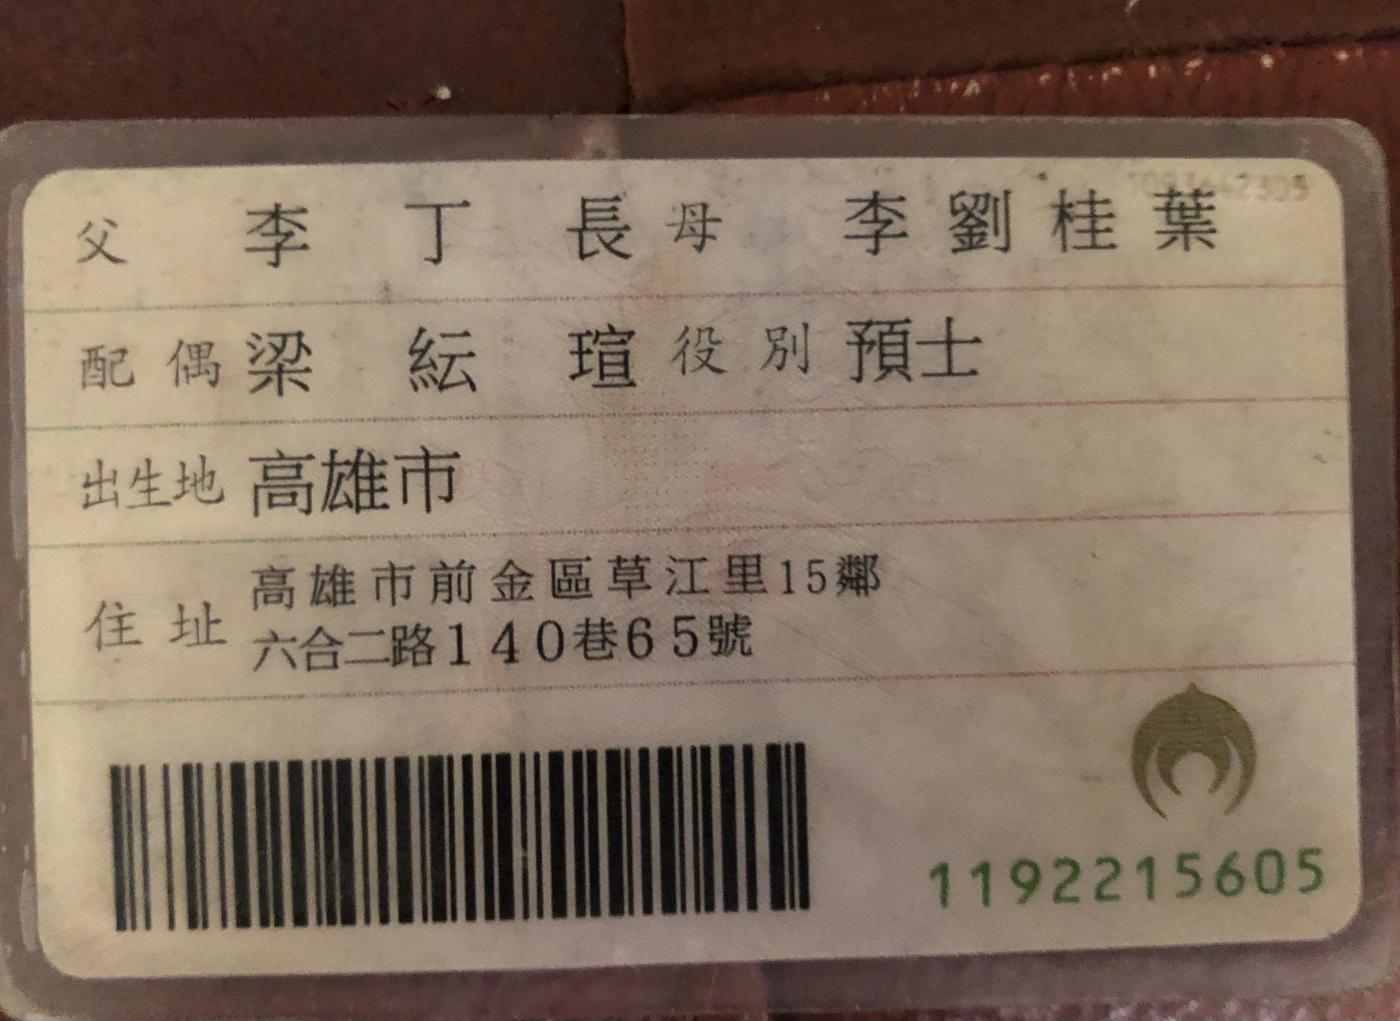 父 李丁長 母 李劉桂葉
配偶 梁紜瑄 役別 預士
出生地 高雄市
住址 高雄市前金區草江里15鄰
六合二路140巷65號
1192215605